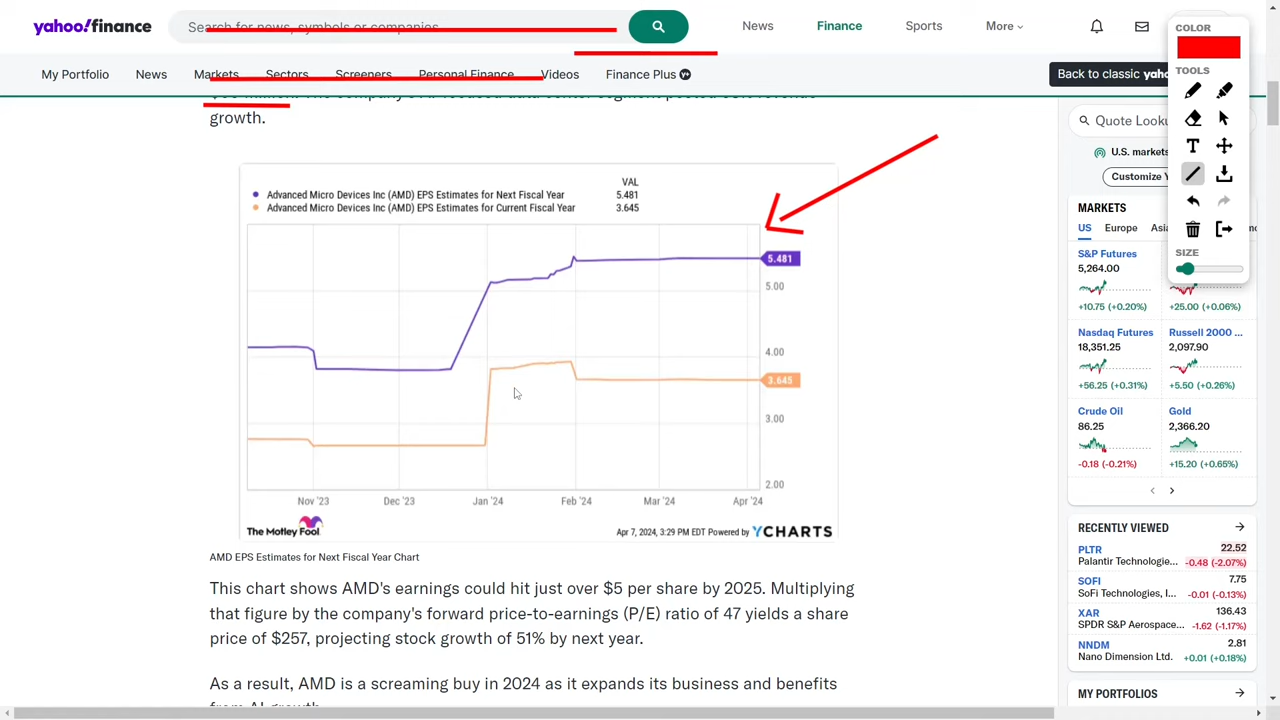 yahoo!finance
Search for news, symbols or companies
News
Finance
Sports
More
My Portfolio
News
Markets
Sectors
Screeners
Personal Finance
Videos
Finance Plus
Back to classic
growth.
VAL
Advanced Micro Devices Inc (AMD) EPS Estimates for Next Fiscal Year 5.481
Advanced Micro Devices Inc (AMD) EPS Estimates for Current Fiscal Year 3.645
5.481
5.00
4.00
3.645
3.00
2.00
Nov '23 Dec '23 Jan '24 Feb '24 Mar '24 Apr '24
The Motley Fool
Apr 7, 2024, 3:29 PM EDT Powered by YCHARTS
AMD EPS Estimates for Next Fiscal Year Chart
This chart shows AMD's earnings could hit just over $5 per share by 2025. Multiplying
that figure by the company's forward price-to-earnings (P/E) ratio of 47 yields a share
price of $257, projecting stock growth of 51% by next year.
As a result, AMD is a screaming buy in 2024 as it expands its business and benefits
from AI growth
COLOR
TOOLS
SIZE
Quote
U.S. markets
Customize
MARKETS
US Europe
S&P Futures
5,264.00
+10.75 (+0.20%)
+25.00 (+0.06%)
Nasdaq Futures
18,351.25
+56.25 (+0.31%)
Russell 2000 ...
2,097.90
+5.50 (+0.26%)
Crude Oil
86.25
-0.18 (-0.21%)
Gold
2,366.20
+15.20 (+0.65%)
RECENTLY VIEWED
PLTR 22.52
Palantir Technologie... -0.48 (-2.07%)
SOFI 7.75
SoFi Technologies, I... -0.01 (-0.13%)
XAR 136.43
SPDR S&P Aerospace... -1.62 (-1.17%)
NNDM 2.81
Nano Dimension Ltd. +0.01 (+0.18%)
MY PORTFOLIOS